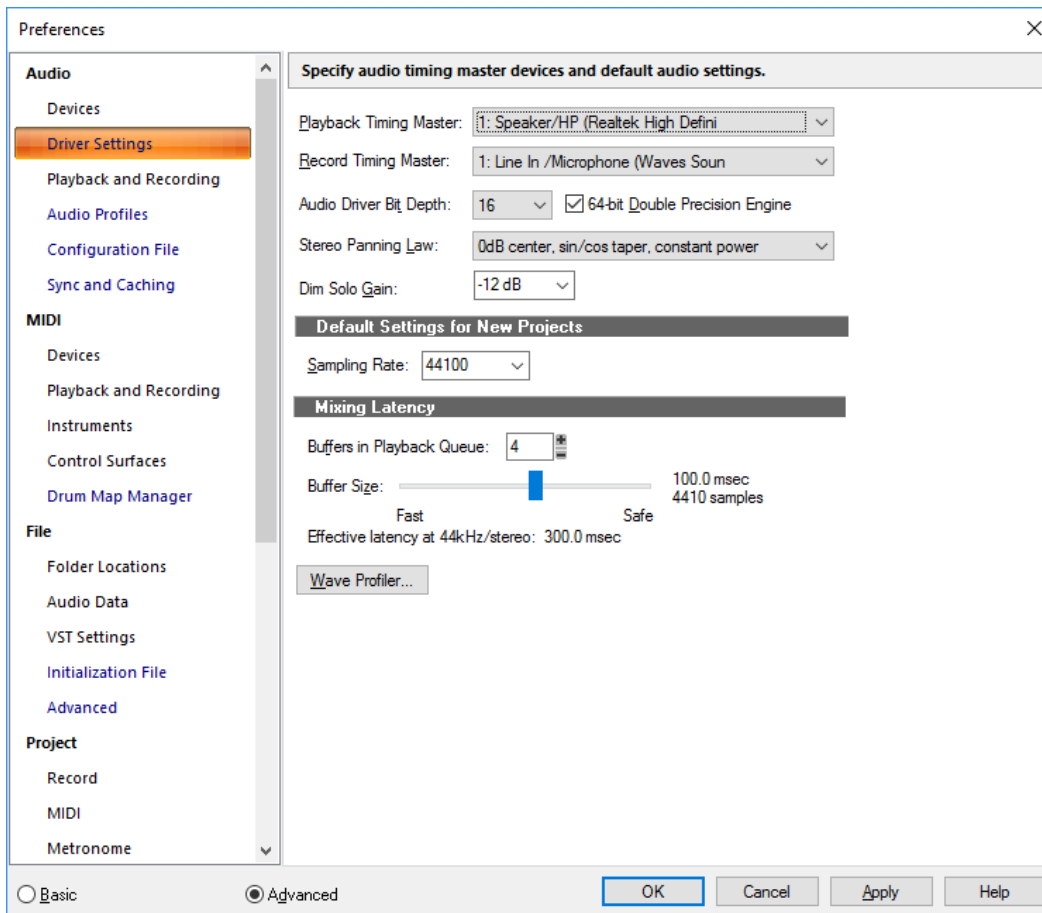 Preferences
Audio
Devices
Driver Settings
Playback and Recording
Audio Profiles
Configuration File
Sync and Caching
MIDI
Devices
Playback and Recording
Instruments
Control Surfaces
Drum Map Manager
File
Folder Locations
Audio Data
VST Settings
Initialization File
Advanced
Project
Record
MIDI
Metronome
Specify audio timing master devices and default audio settings.
Playback Timing Master: 1: Speaker/HP (Realtek High Defini
Record Timing Master: 1: Line In /Microphone (Waves Soun
Audio Driver Bit Depth: 16 64-bit Double Precision Engine
Stereo Panning Law: 0dB center, sin/cos taper, constant power
Dim Solo Gain: -12 dB
Default Settings for New Projects
Sampling Rate: 44100
Mixing Latency
Buffers in Playback Queue: 4
Buffer Size: 100.0 msec
4410 samples
Fast Safe
Effective latency at 44kHz/stereo: 300.0 msec
Wave Profiler...
Basic Advanced OK Cancel Apply Help